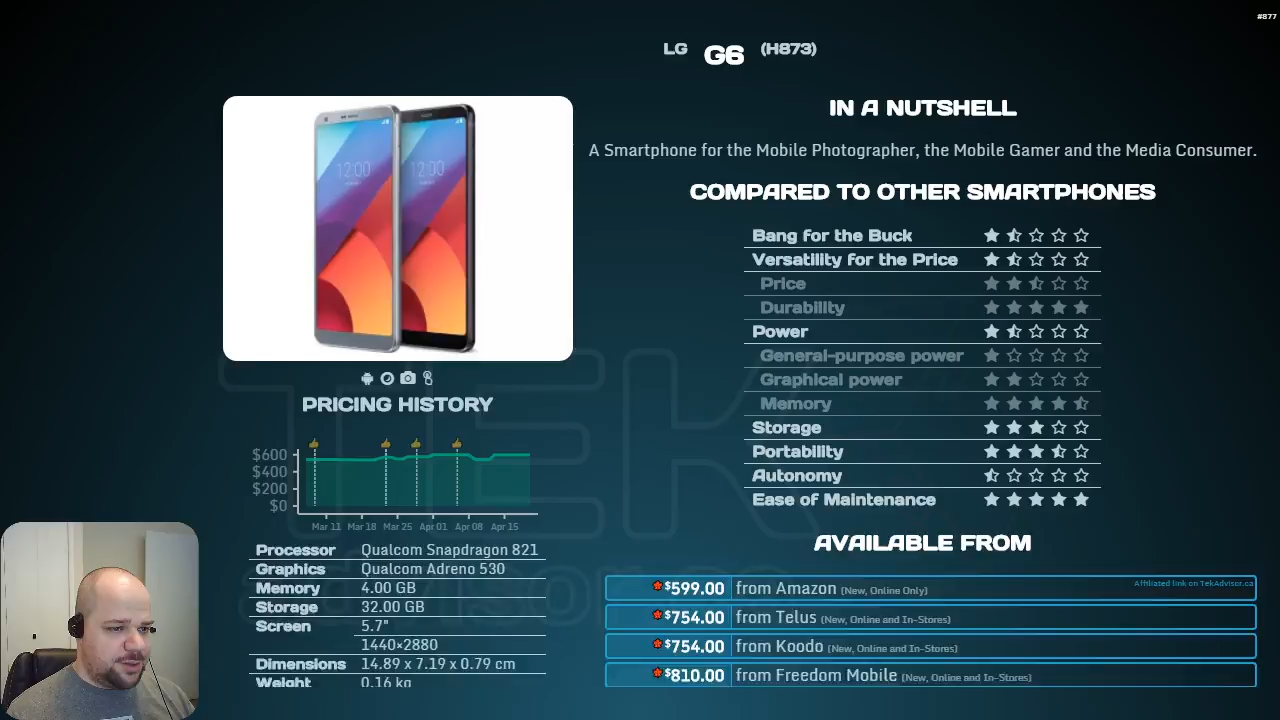 #877
LG G6 (H873)
12:00
12:00
IN A NUTSHELL
A Smartphone for the Mobile Photographer, the Mobile Gamer and the Media Consumer.
COMPARED TO OTHER SMARTPHONES
Bang for the Buck
Versatility for the Price
Price
Durability
Power
General-purpose power
Graphical power
Memory
Storage
Portability
Autonomy
Ease of Maintenance
PRICING HISTORY
$600
$400
$200
$0
Mar 11 Mar 18 Mar 25 Apr 01 Apr 08 Apr 15
Processor Qualcom Snapdragon 821
Graphics Qualcom Adreno 530
Memory 4.00 GB
Storage 32.00 GB
Screen 5.7"
1440×2880
Dimensions 14.89 x 7.19 x 0.79 cm
Weight 0.16 kg
AVAILABLE FROM
$599.00 from Amazon (New, Online Only) Affiliated link on TekAdvisor.ca
$754.00 from Telus (New, Online and In-Stores)
$754.00 from Koodo (New, Online and In-Stores)
$810.00 from Freedom Mobile (New, Online and In-Stores)
TEK